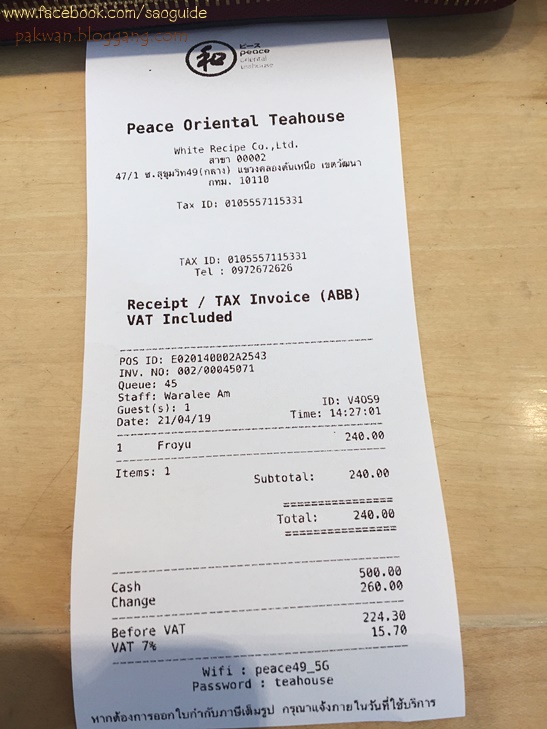 www.facebook.com/saoguide
pakwan.bloggang.com
和
ピース
peace
oriental
teahouse
Peace Oriental Teahouse
White Recipe Co.,Ltd.
สาขา 00002
47/1 ซ.สุขุมวิท49(กลาง) แขวงคลองตันเหนือ เขตวัฒนา
กทม. 10110
Tax ID: 0105557115331
TAX ID: 0105557115331
Tel : 0972672626
Receipt / TAX Invoice (ABB)
VAT Included
POS ID: E020140002A2543
INV. NO: 002/00045071
Queue: 45
Staff: Waralee Am
Guest(s): 1 ID: V4OS9
Date: 21/04/19 Time: 14:27:01
1 Froyu 240.00
Items: 1
Subtotal: 240.00
Total: 240.00
Cash 500.00
Change 260.00
Before VAT 224.30
VAT 7% 15.70
Wifi : peace49_5G
Password : teahouse
หากต้องการออกใบกำกับภาษีเต็มรูป กรุณาแจ้งภายในวันที่ใช้บริการ